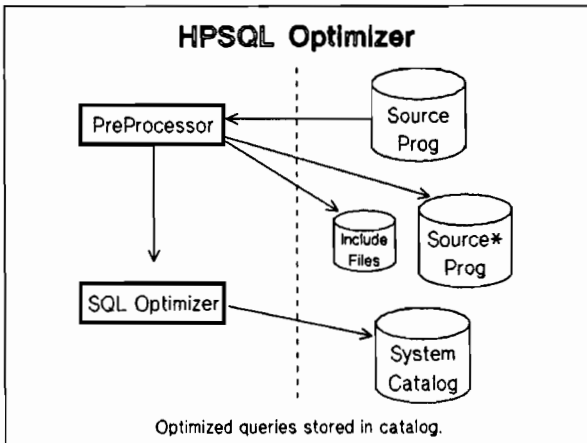 HPSQL Optimizer
PreProcessor
Source
Prog
Include
Files
Source*
Prog
SQL Optimizer
System
Catalog
Optimized queries stored in catalog.